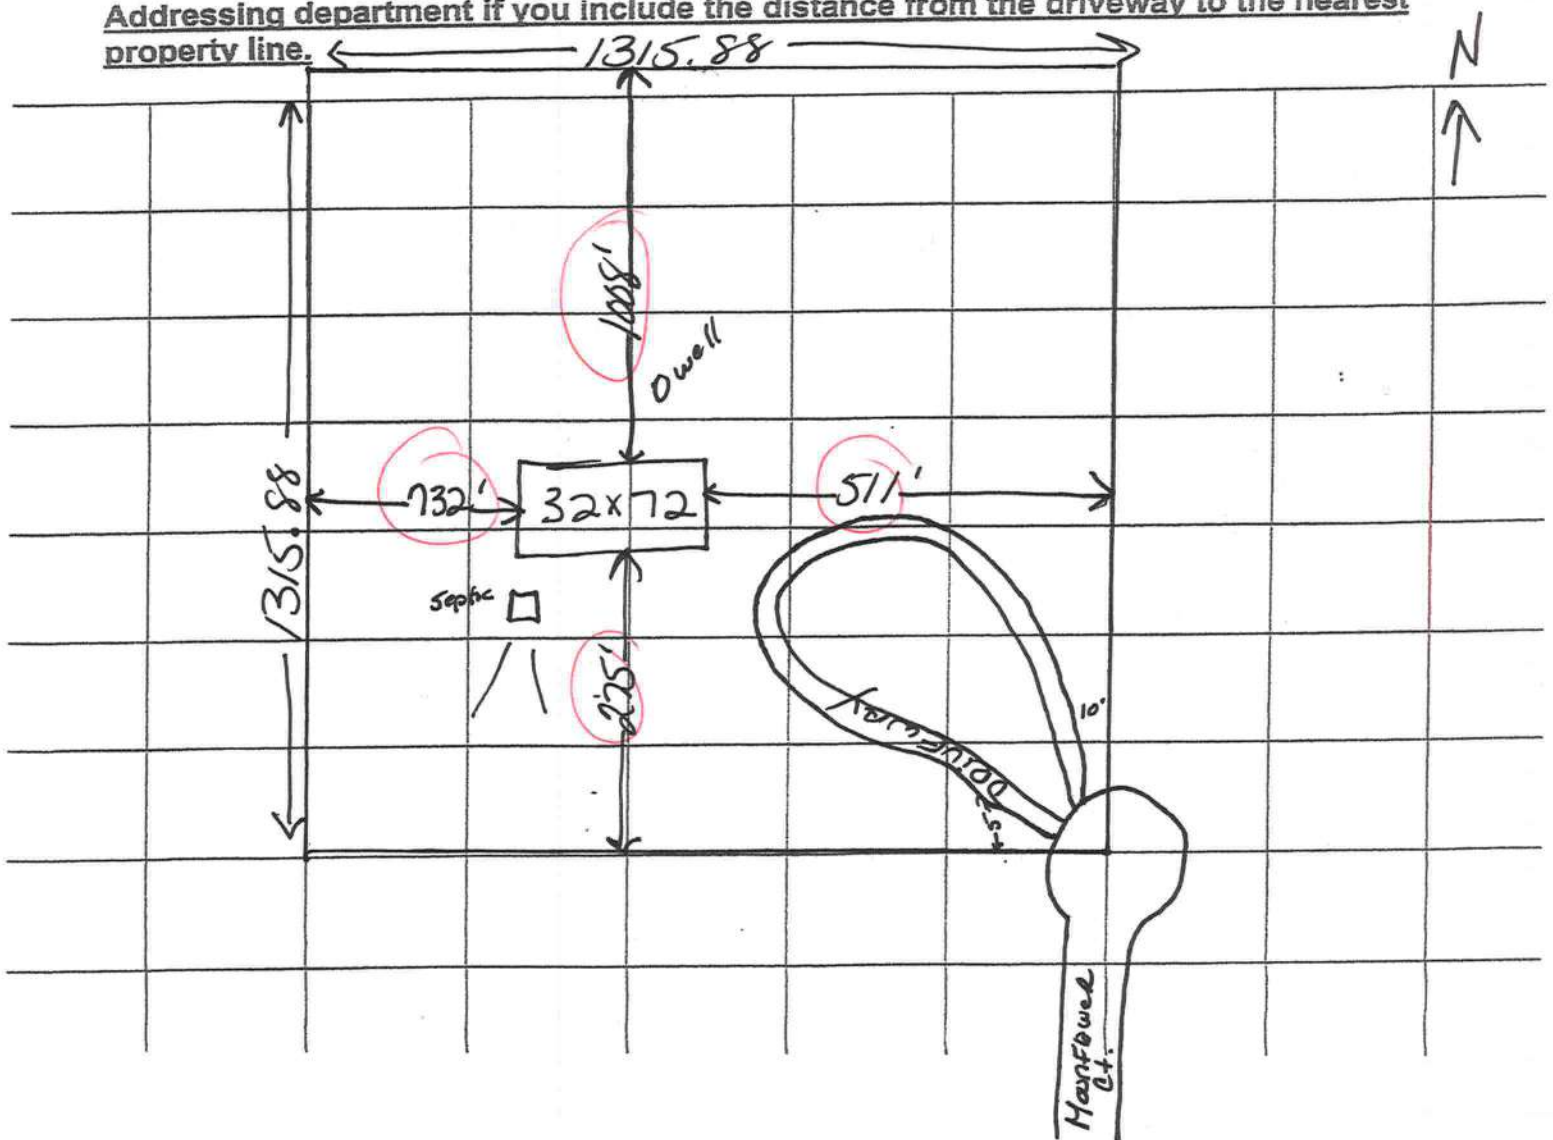 Addressing department if you include the distance from the driveway to the nearest
property line.
1315.88
N
1315.88
1008'
well
732'
32x72
511'
septic
275'
DRIVEWAY
10'
Mayflower
Ct.